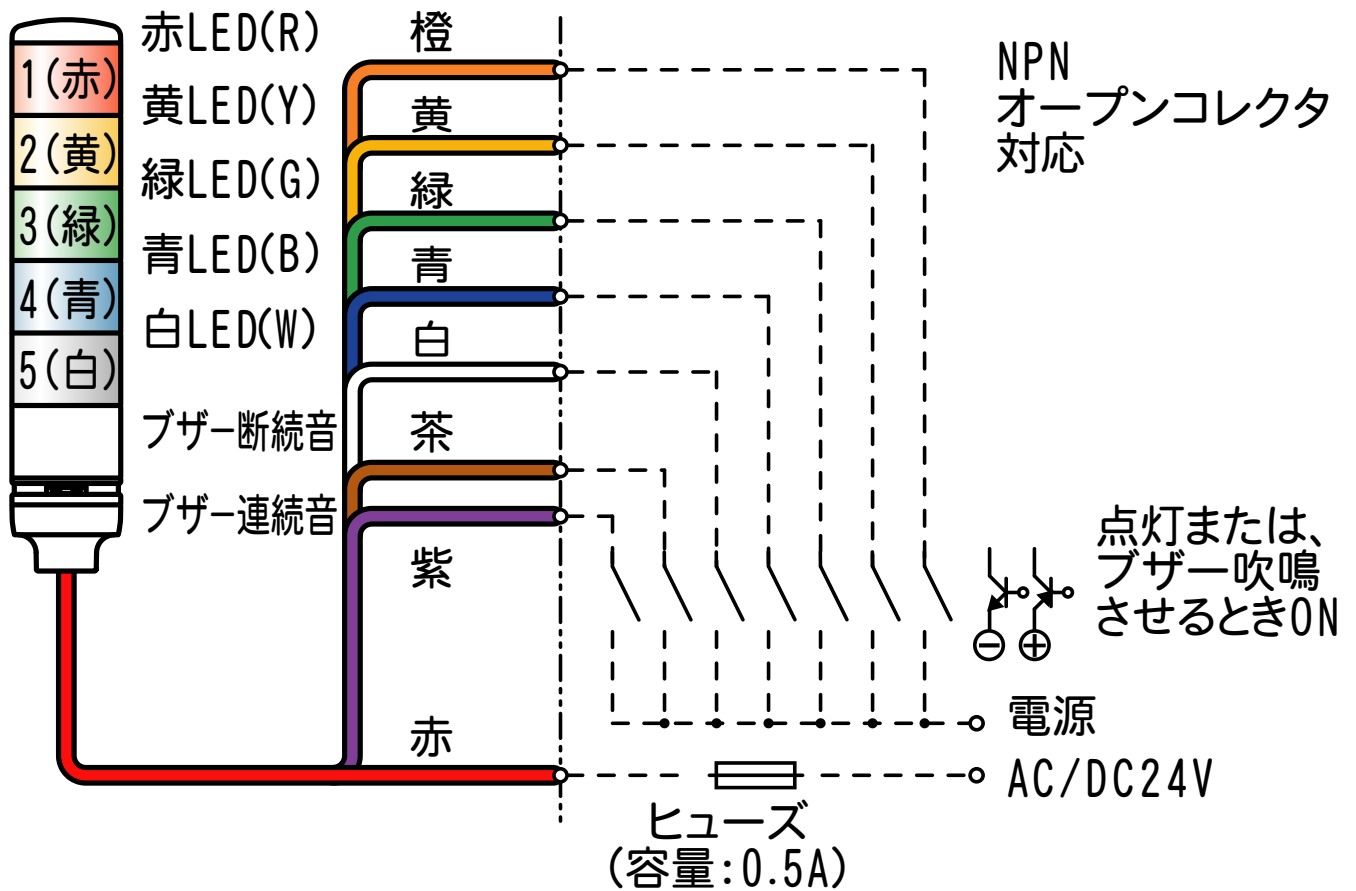 赤LED(R)
橙
1(赤)
黄LED(Y)
黄
2(黄)
緑LED(G)
緑
3(緑)
青LED(B)
青
4(青)
白LED(W)
白
5(白)
ブザー断続音
茶
ブザー連続音
紫
赤
NPN
オープンコレクタ
対応
点灯または、
ブザー吹鳴
させるときON
電源
AC/DC24V
ヒューズ
(容量:0.5A)